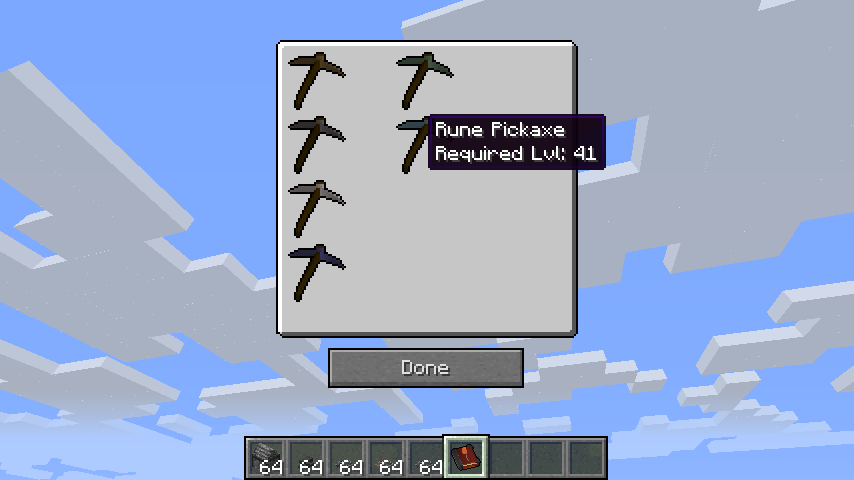 Rune Pickaxe
Required Lvl: 41
Done
64 64 64 64 64